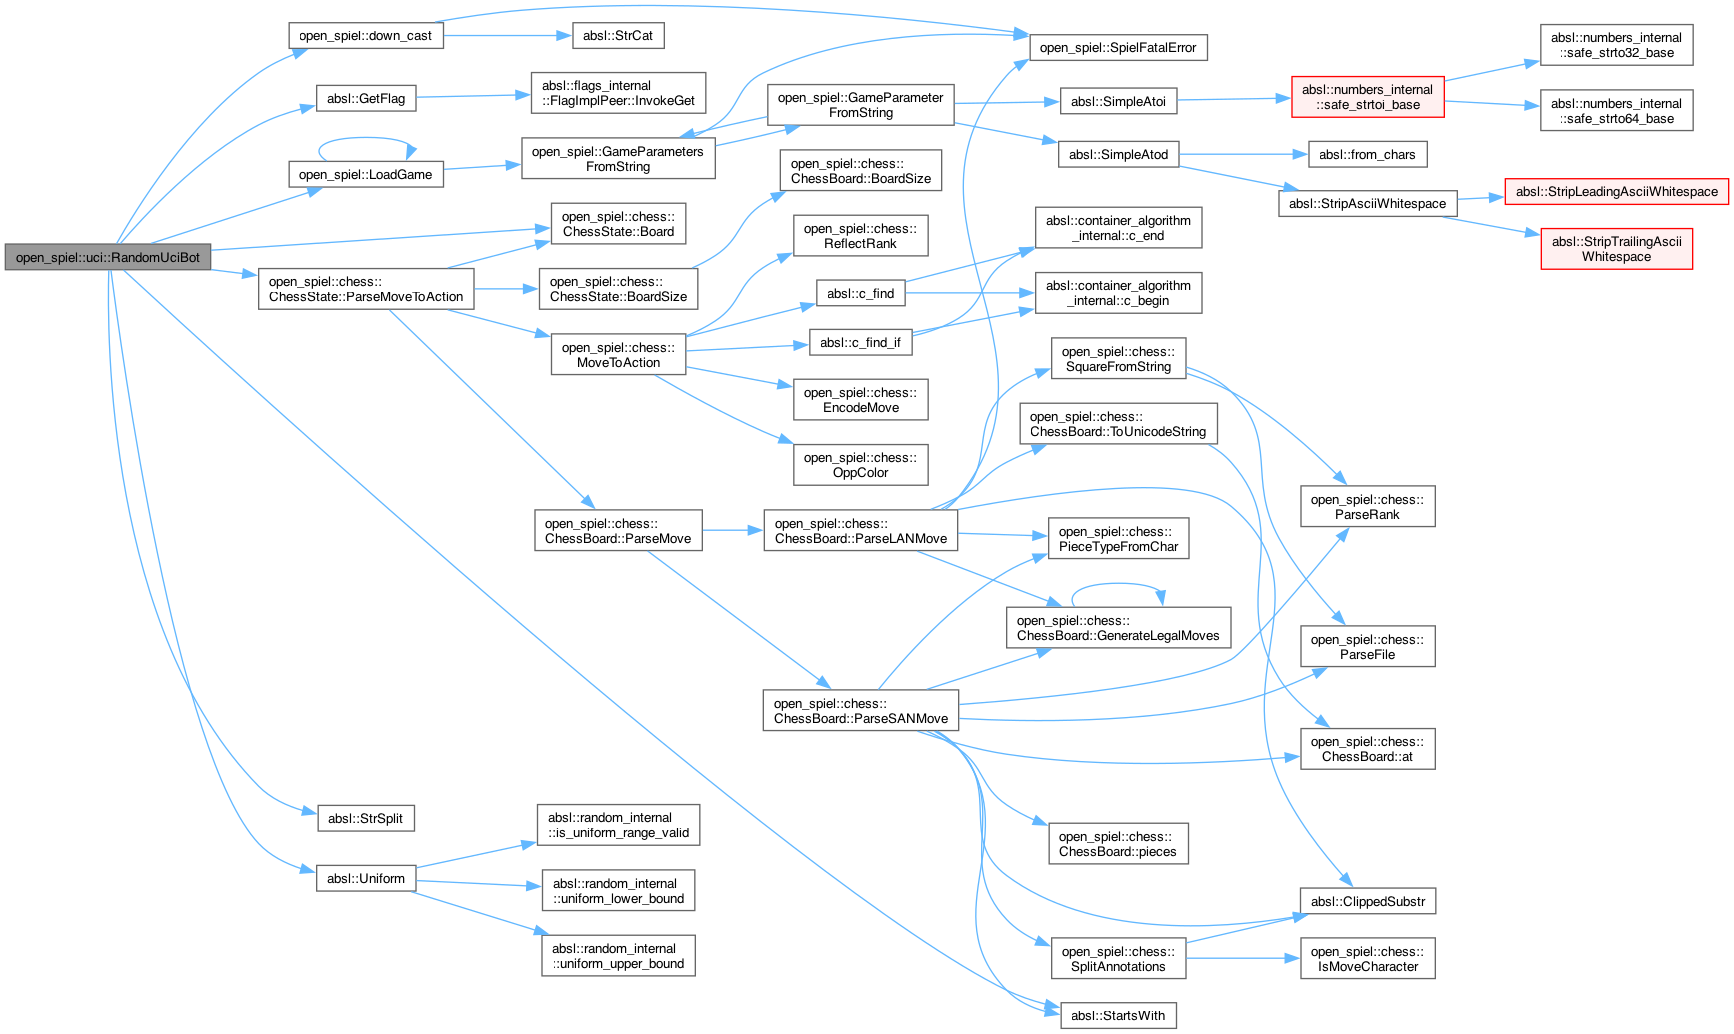 open_spiel::uci::RandomUciBot
open_spiel::down_cast
absl::StrCat
open_spiel::SpielFatalError
absl::GetFlag
absl::flags_internal
::FlagImplPeer::InvokeGet
open_spiel::LoadGame
open_spiel::GameParameters
FromString
open_spiel::GameParameter
FromString
absl::SimpleAtoi
absl::numbers_internal
::safe_strtoi_base
absl::numbers_internal
::safe_strto32_base
absl::numbers_internal
::safe_strto64_base
absl::SimpleAtod
absl::from_chars
absl::StripAsciiWhitespace
absl::StripLeadingAsciiWhitespace
absl::StripTrailingAscii
Whitespace
open_spiel::chess::
ChessState::Board
open_spiel::chess::
ChessState::ParseMoveToAction
open_spiel::chess::
ChessState::BoardSize
open_spiel::chess::
ChessBoard::BoardSize
open_spiel::chess::
MoveToAction
open_spiel::chess::
ReflectRank
absl::c_find
absl::c_find_if
absl::container_algorithm
_internal::c_end
absl::container_algorithm
_internal::c_begin
open_spiel::chess::
EncodeMove
open_spiel::chess::
OppColor
open_spiel::chess::
ChessBoard::ParseMove
open_spiel::chess::
ChessBoard::ParseLANMove
open_spiel::chess::
SquareFromString
open_spiel::chess::
ChessBoard::ToUnicodeString
open_spiel::chess::
PieceTypeFromChar
open_spiel::chess::
ChessBoard::GenerateLegalMoves
open_spiel::chess::
ParseRank
open_spiel::chess::
ParseFile
open_spiel::chess::
ChessBoard::at
open_spiel::chess::
ChessBoard::ParseSANMove
open_spiel::chess::
ChessBoard::pieces
absl::ClippedSubstr
open_spiel::chess::
SplitAnnotations
open_spiel::chess::
IsMoveCharacter
absl::StartsWith
absl::StrSplit
absl::Uniform
absl::random_internal
::is_uniform_range_valid
absl::random_internal
::uniform_lower_bound
absl::random_internal
::uniform_upper_bound